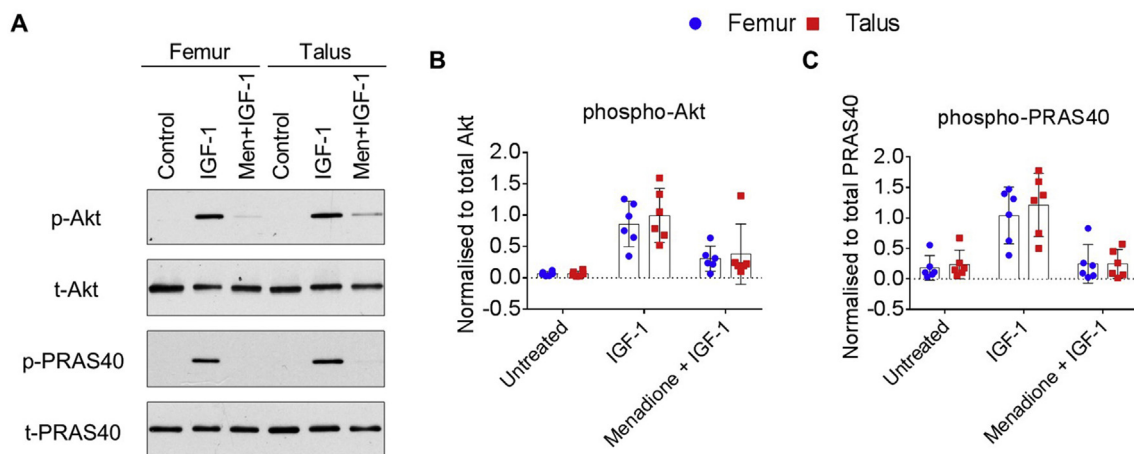 A
Femur Talus
Control IGF-1 Men+IGF-1 Control IGF-1 Men+IGF-1
p-Akt
t-Akt
p-PRAS40
t-PRAS40
Femur Talus
B
phospho-Akt
Normalised to total Akt
2.0
1.5
1.0
0.5
0.0
-0.5
Untreated IGF-1 Menadione + IGF-1
C
phospho-PRAS40
Normalised to total PRAS40
2.0
1.5
1.0
0.5
0.0
-0.5
Untreated IGF-1 Menadione + IGF-1